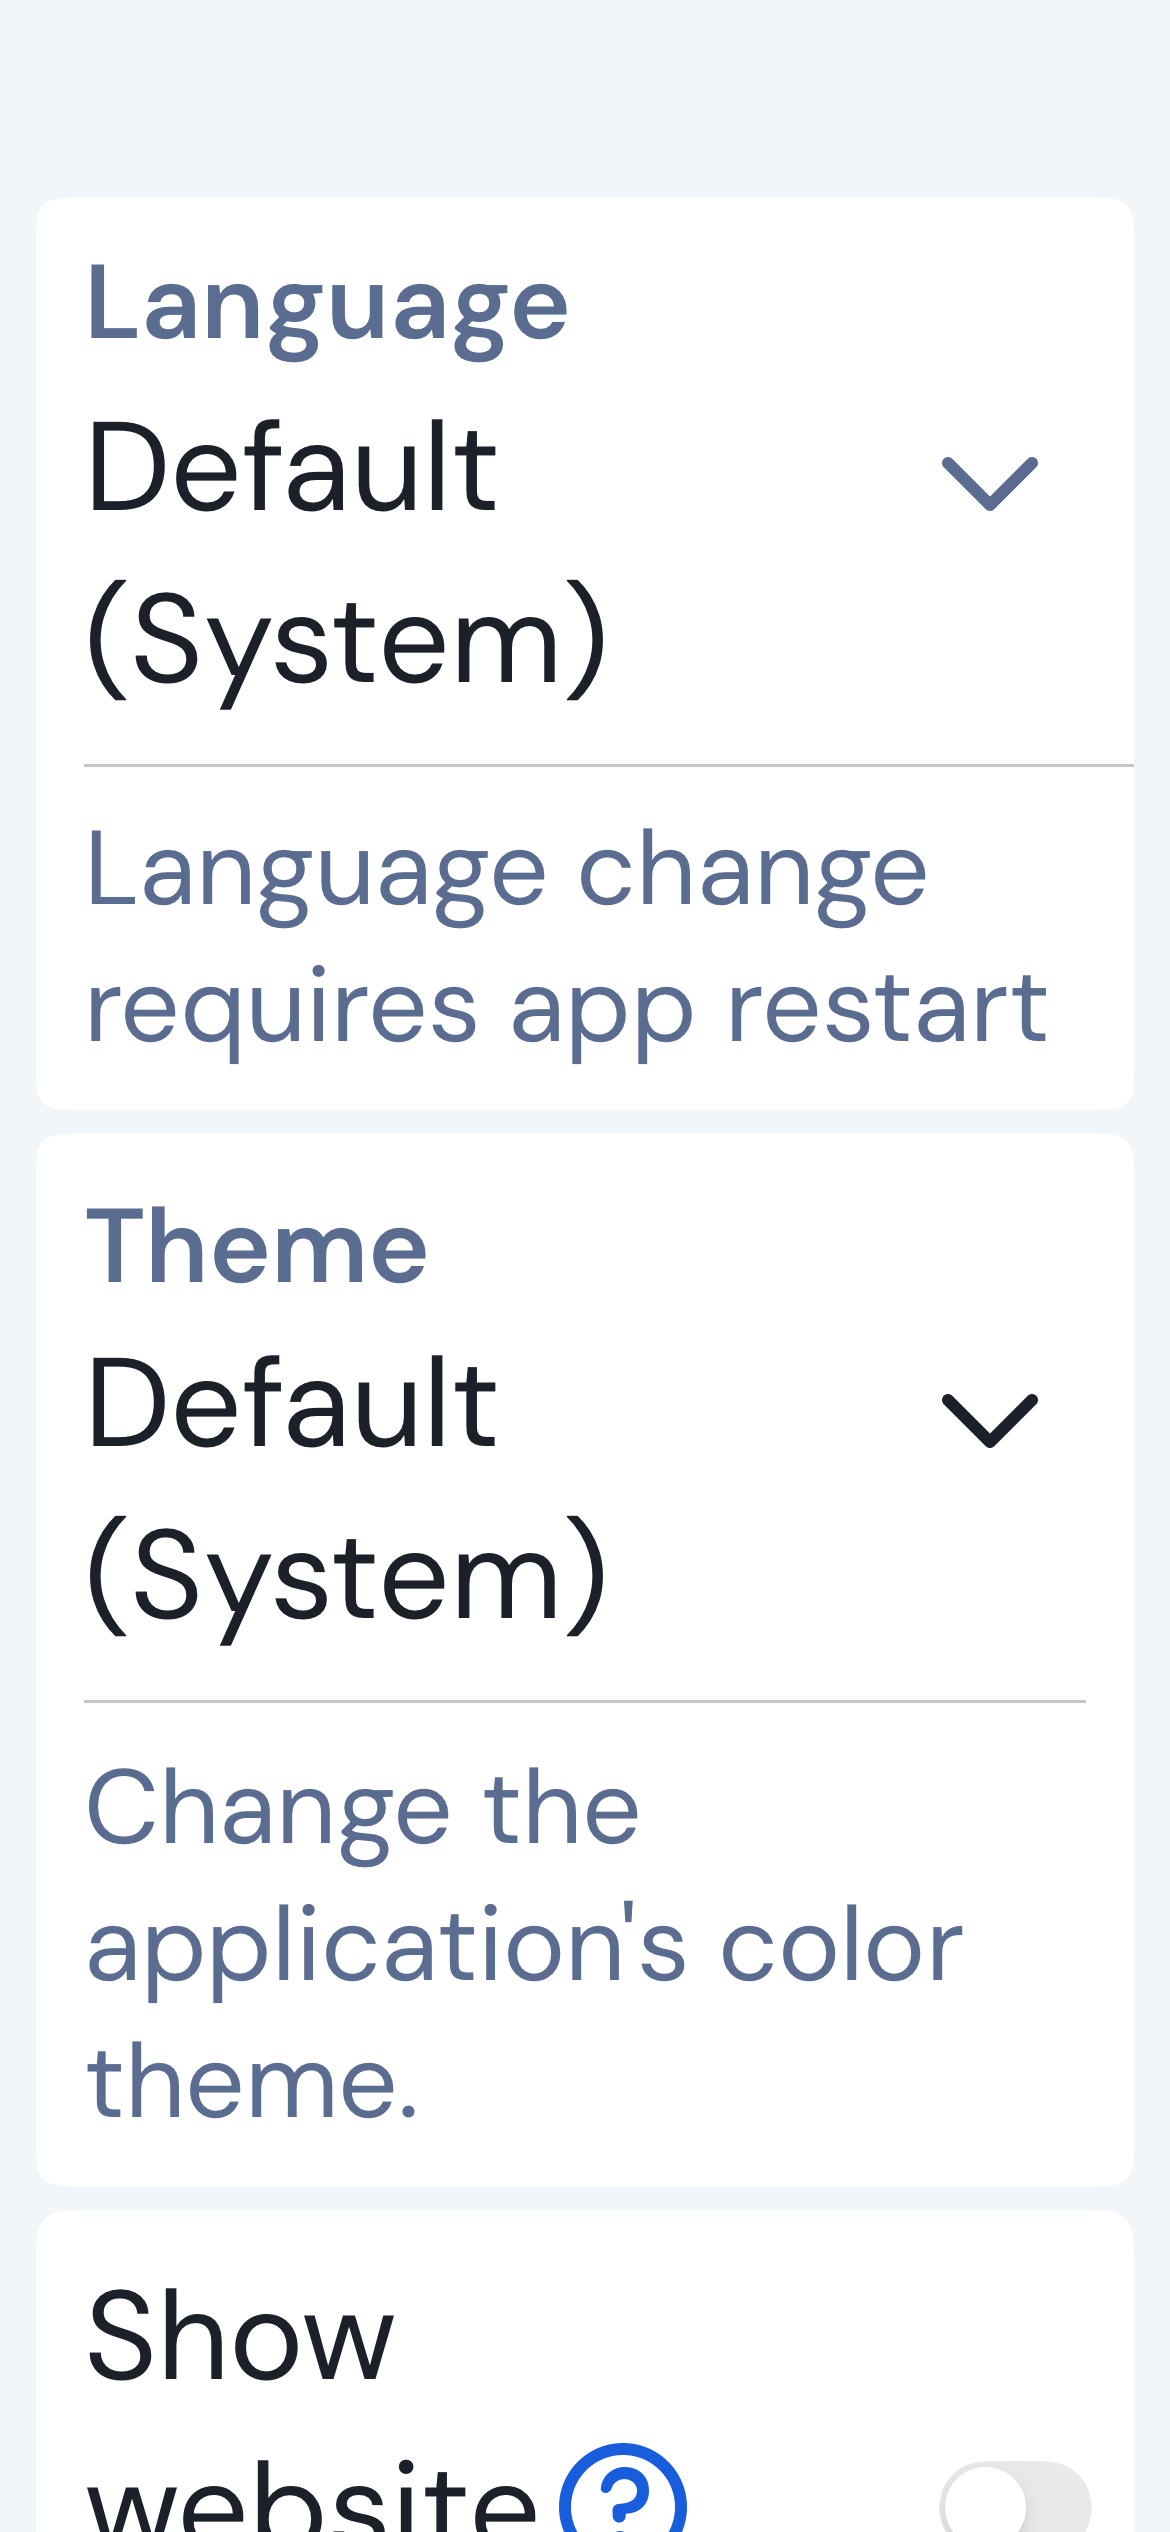 Language
Default
(System)
Language change
requires app restart
Theme
Default
(System)
Change the
application's color
theme.
Show
website